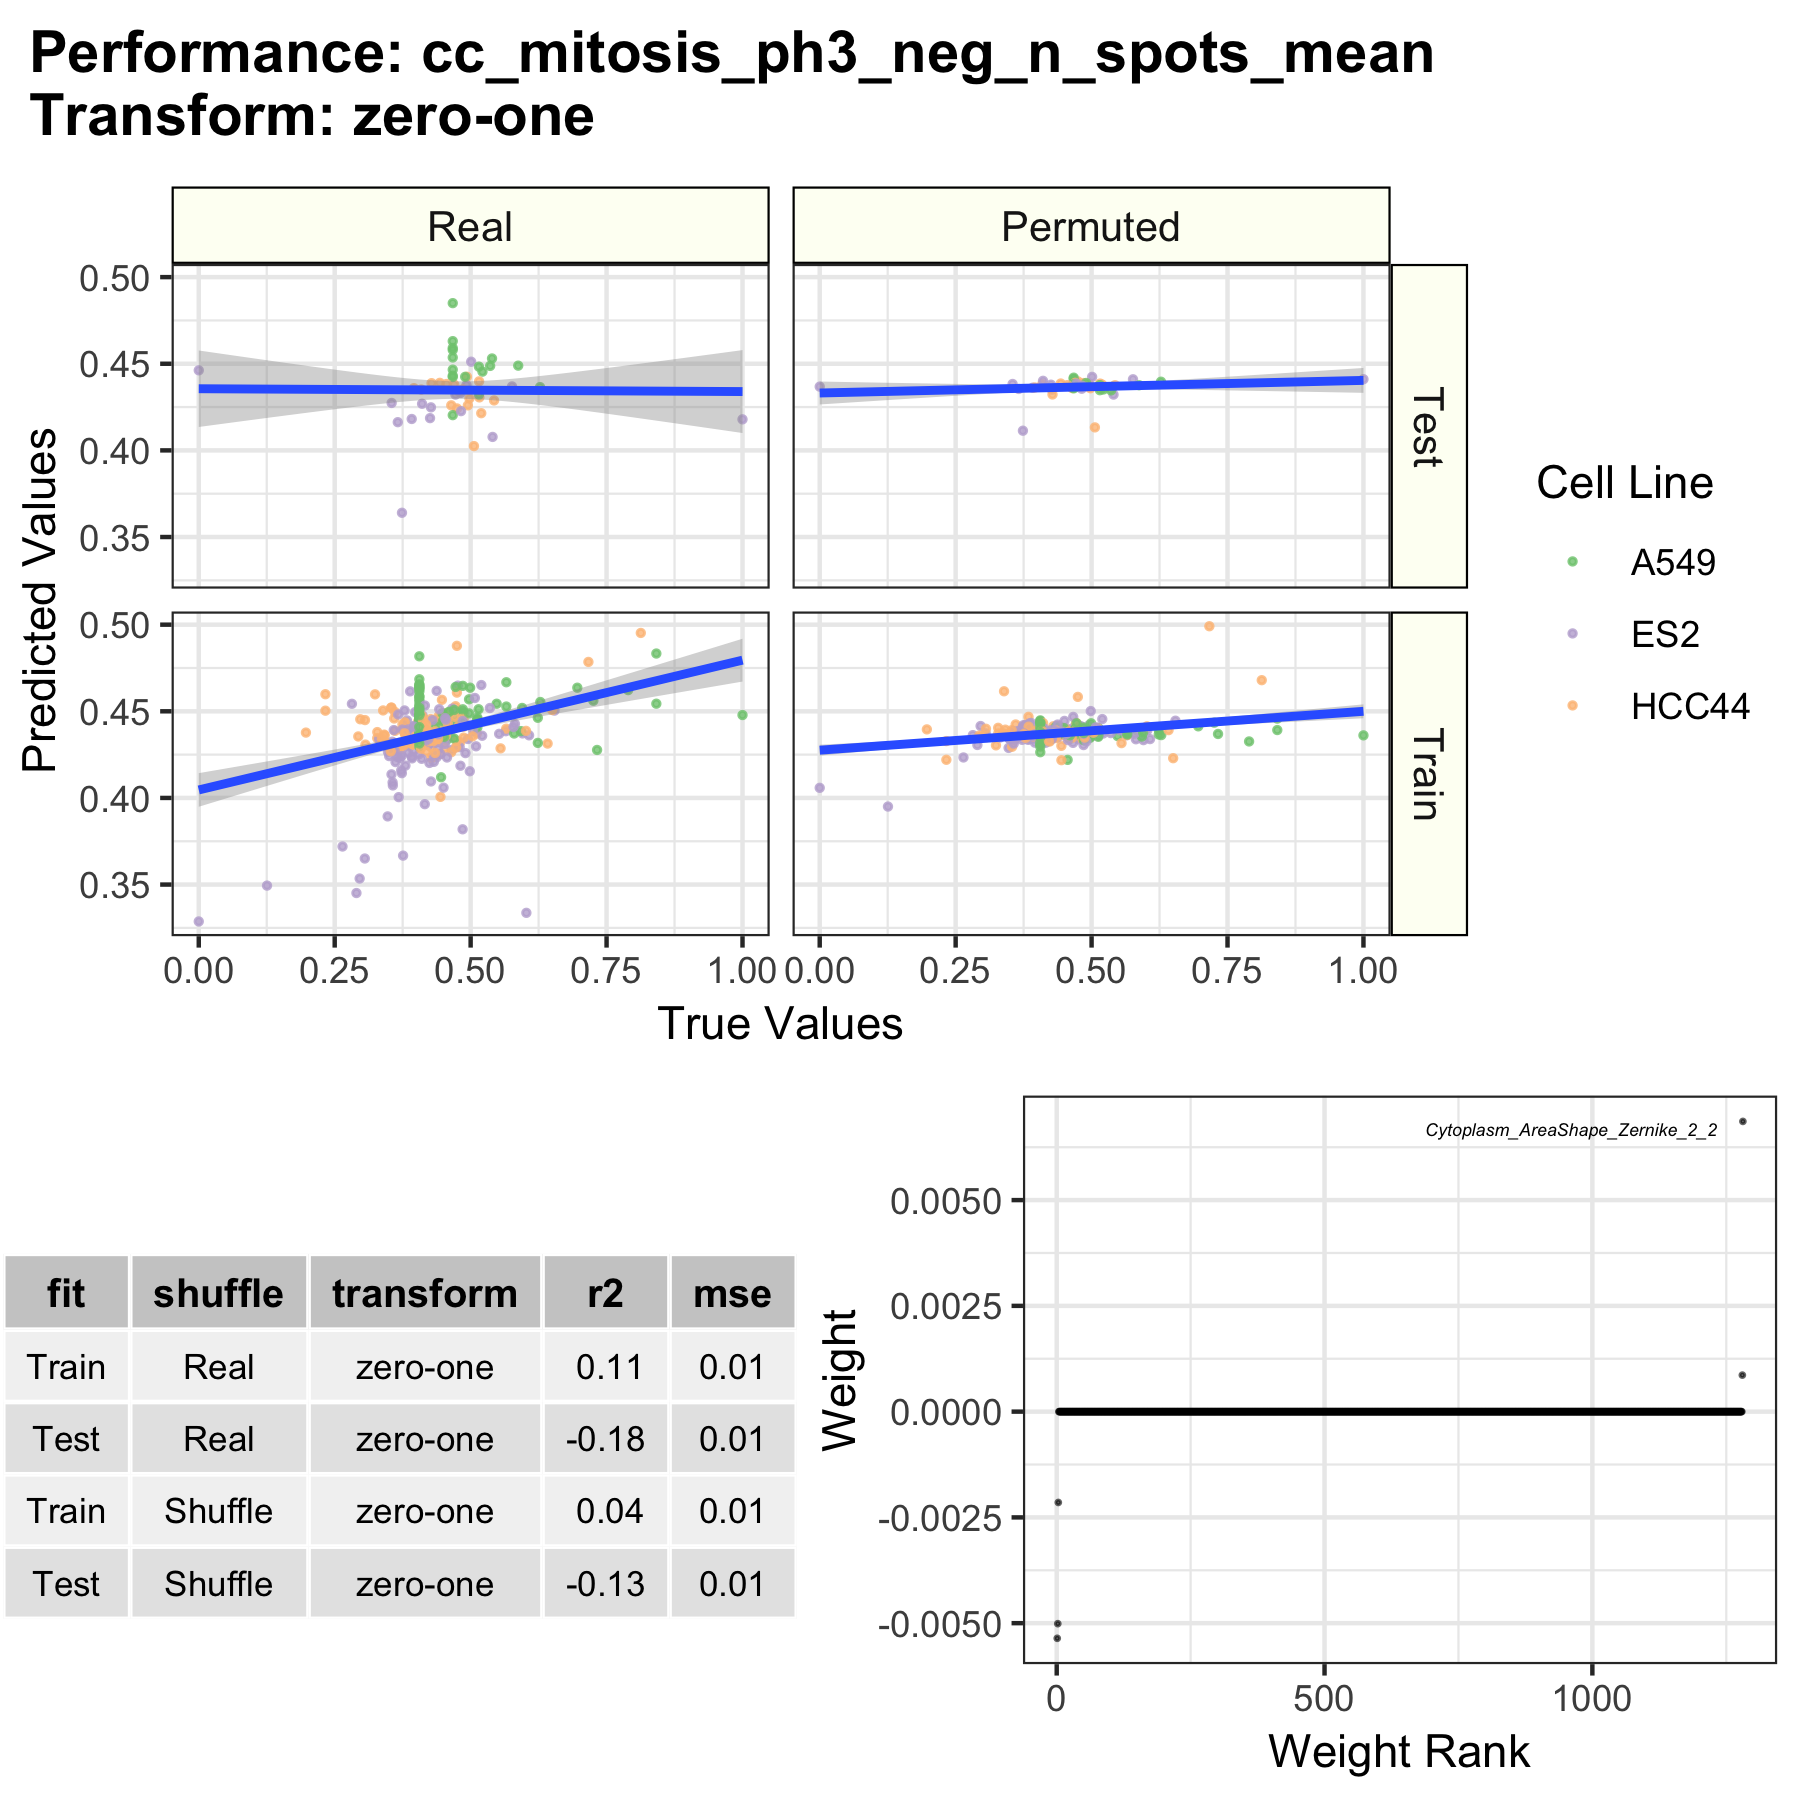 Performance: cc_mitosis_ph3_neg_n_spots_mean
Transform: zero-one
Real
Permuted
0.50
0.45
0.40
0.35
Test
0.50
0.45
0.40
0.35
Train
Predicted Values
0.00 0.25 0.50 0.75 1.00 0.00 0.25 0.50 0.75 1.00
True Values
Cell Line
A549
ES2
HCC44
fit shuffle transform r2 mse
Train Real zero-one 0.11 0.01
Test Real zero-one -0.18 0.01
Train Shuffle zero-one 0.04 0.01
Test Shuffle zero-one -0.13 0.01
Cytoplasm_AreaShape_Zernike_2_2
0.0050
0.0025
0.0000
-0.0025
-0.0050
Weight
0 500 1000
Weight Rank